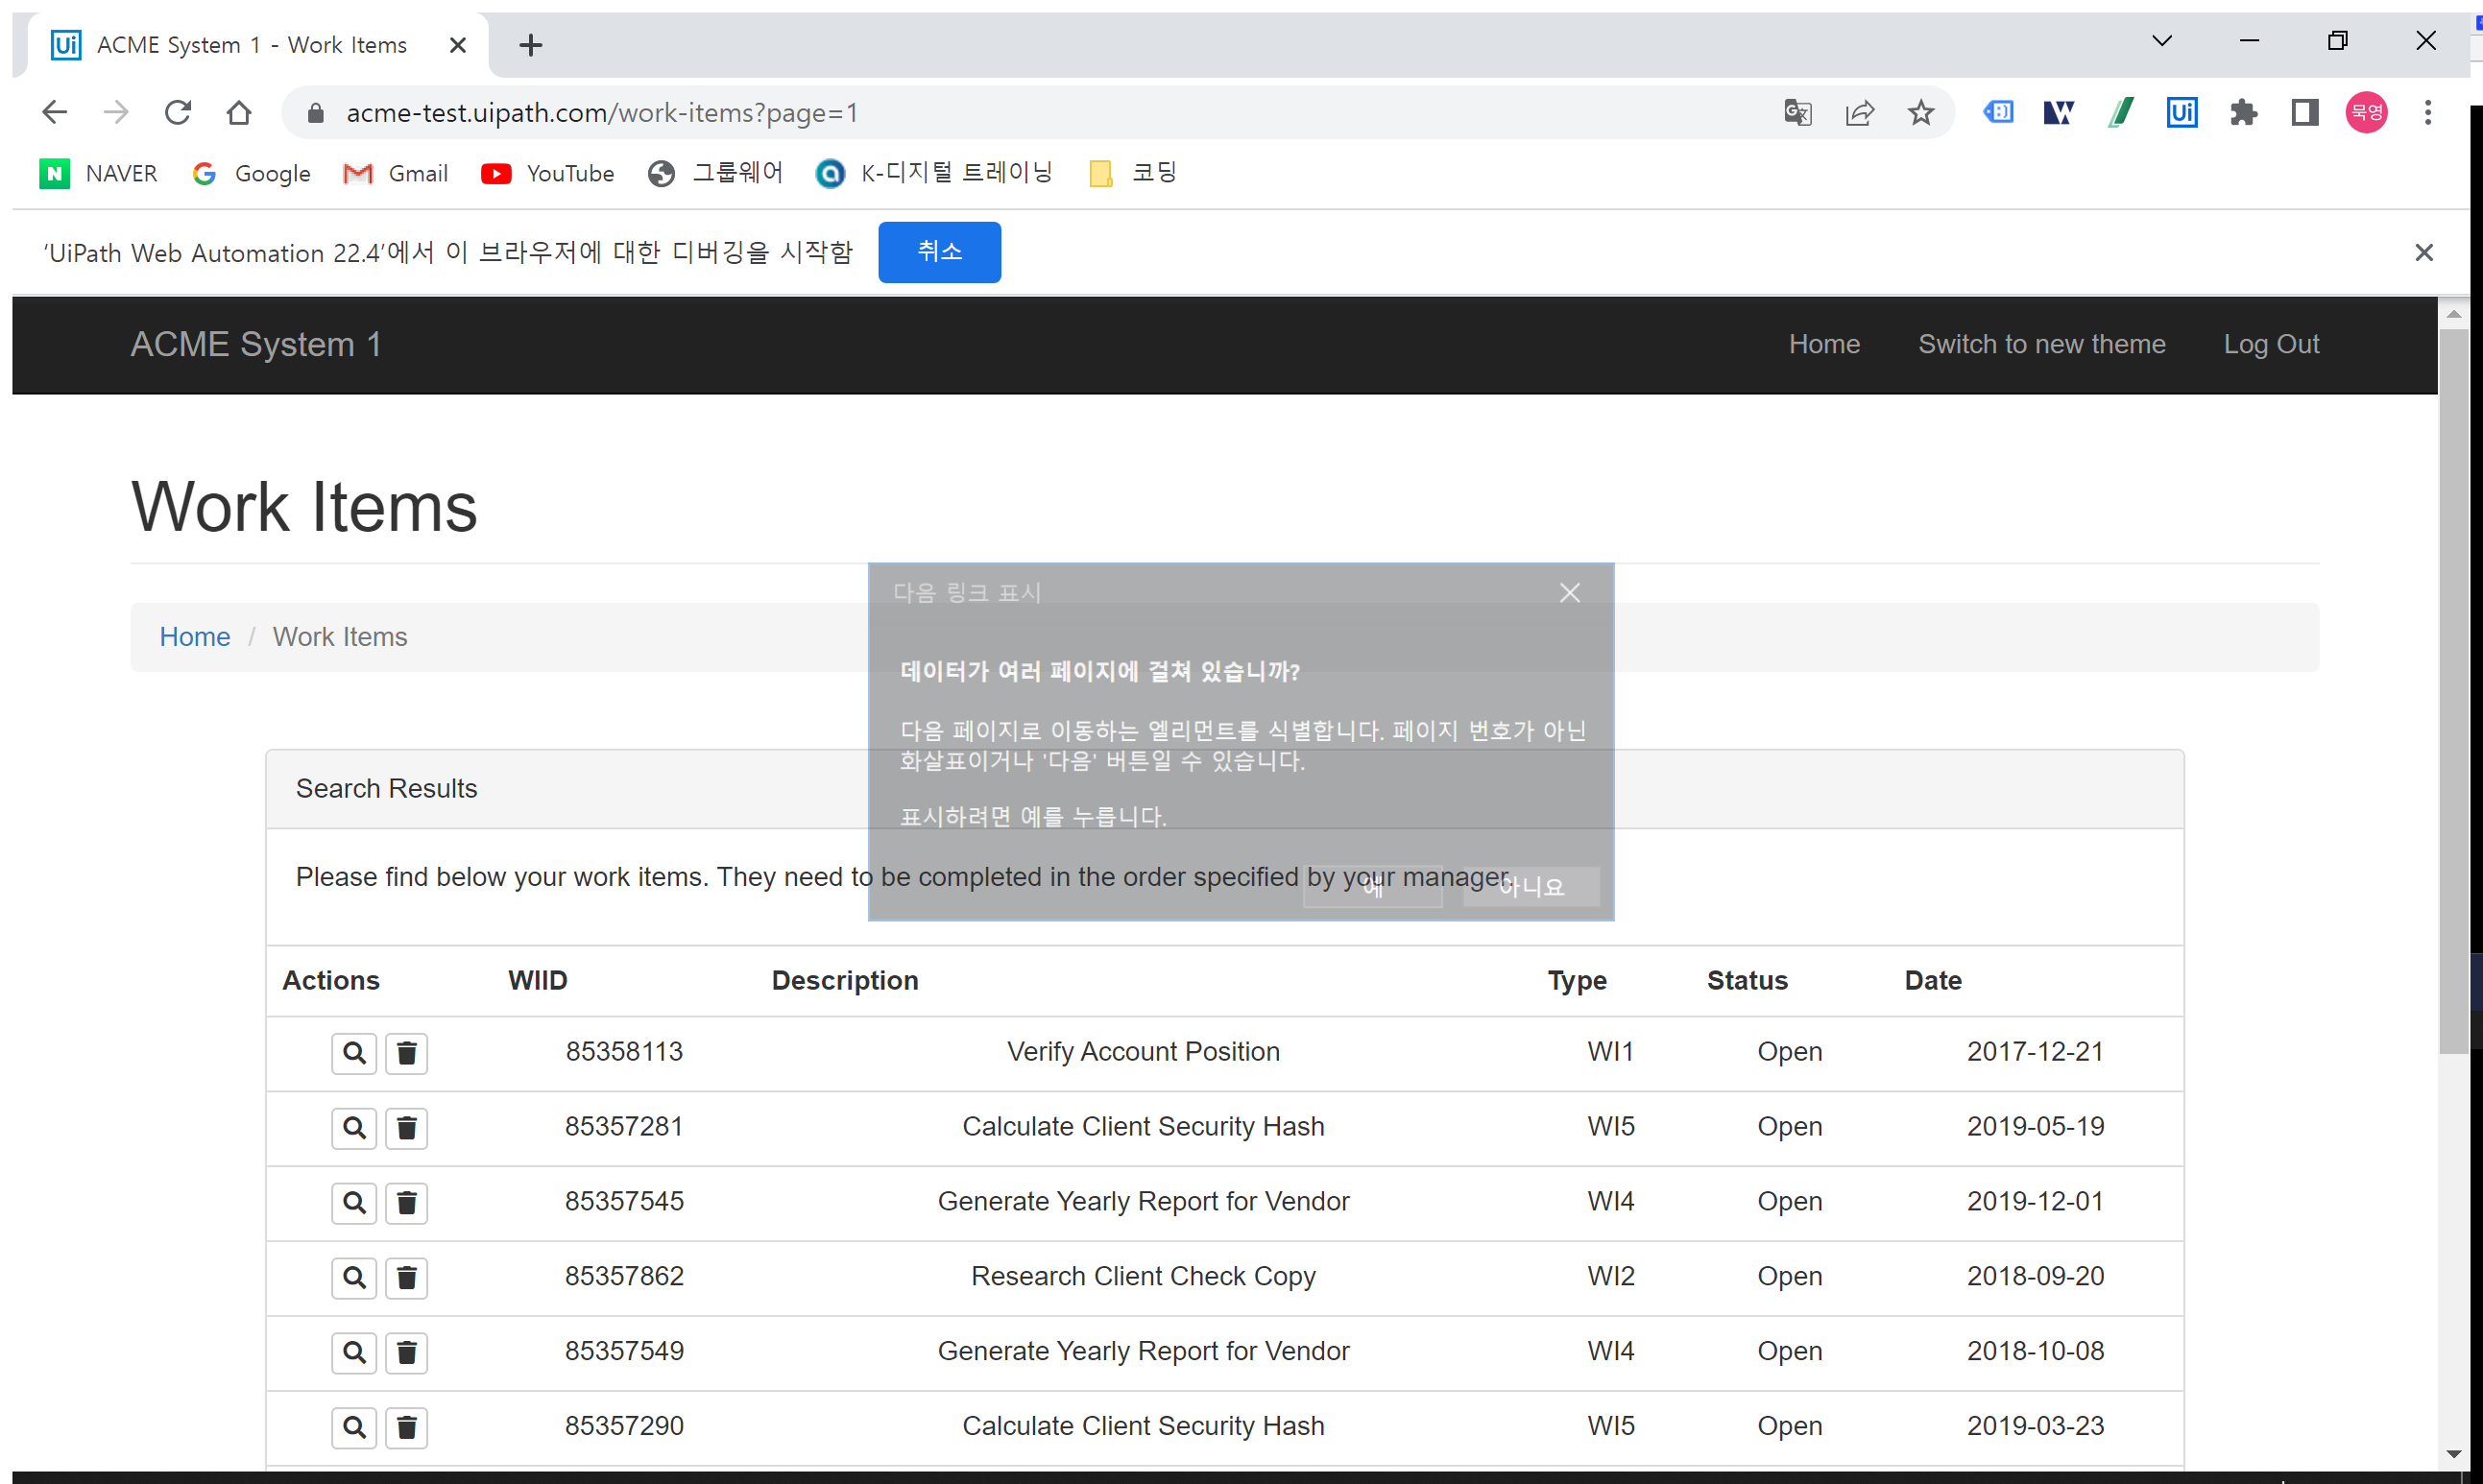 ACME System 1 - Work Items
acme-test.uipath.com/work-items?page=1
묵영
NAVER Google Gmail YouTube 그룹웨어 K-디지털 트레이닝 코딩
'UiPath Web Automation 22.4'에서 이 브라우저에 대한 디버깅을 시작함 취소
ACME System 1 Home Switch to new theme Log Out
Work Items
Home / Work Items
다음 링크 표시
데이터가 여러 페이지에 걸쳐 있습니까?
다음 페이지로 이동하는 엘리먼트를 식별합니다. 페이지 번호가 아닌
화살표이거나 '다음' 버튼일 수 있습니다.
표시하려면 예를 누릅니다.
예 아니요
Search Results
Please find below your work items. They need to be completed in the order specified by your manager.
Actions WIID Description Type Status Date
85358113 Verify Account Position WI1 Open 2017-12-21
85357281 Calculate Client Security Hash WI5 Open 2019-05-19
85357545 Generate Yearly Report for Vendor WI4 Open 2019-12-01
85357862 Research Client Check Copy WI2 Open 2018-09-20
85357549 Generate Yearly Report for Vendor WI4 Open 2018-10-08
85357290 Calculate Client Security Hash WI5 Open 2019-03-23